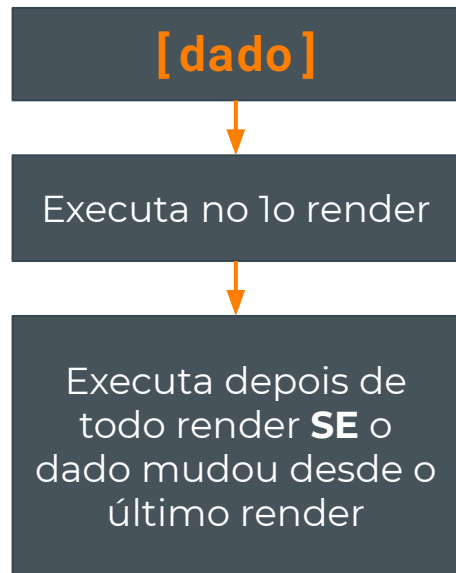 [dado]
Executa no 1o render
Executa depois de
todo render SE o
dado mudou desde o
último render